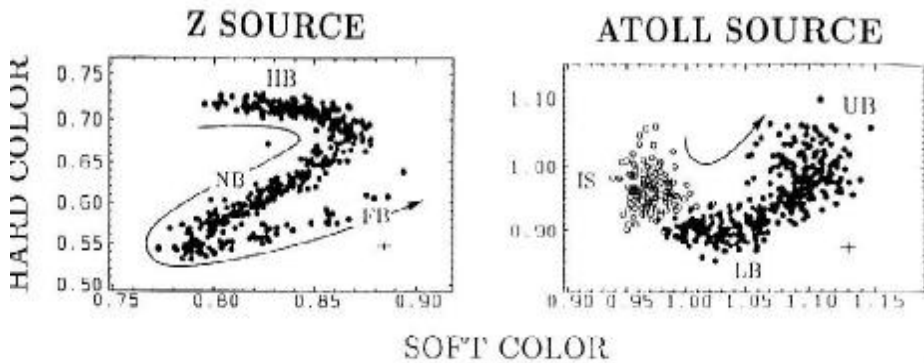 Z SOURCE
ATOLL SOURCE
HARD COLOR
0.75
0.70
0.65
0.60
0.55
0.50
HB
NB
FB
0.75
0.80
0.85
0.90
1.10
1.00
0.90
UB
IS
LB
0.90
0.95
1.00
1.05
1.10
1.15
SOFT COLOR